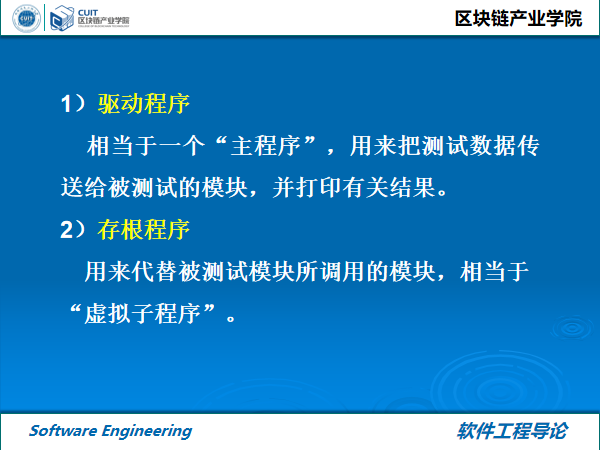 CUIT
区块链产业学院
区块链产业学院
1）驱动程序
相当于一个“主程序”，用来把测试数据传
送给被测试的模块，并打印有关结果。
2）存根程序
用来代替被测试模块所调用的模块，相当于
“虚拟子程序”。
Software Engineering
软件工程导论